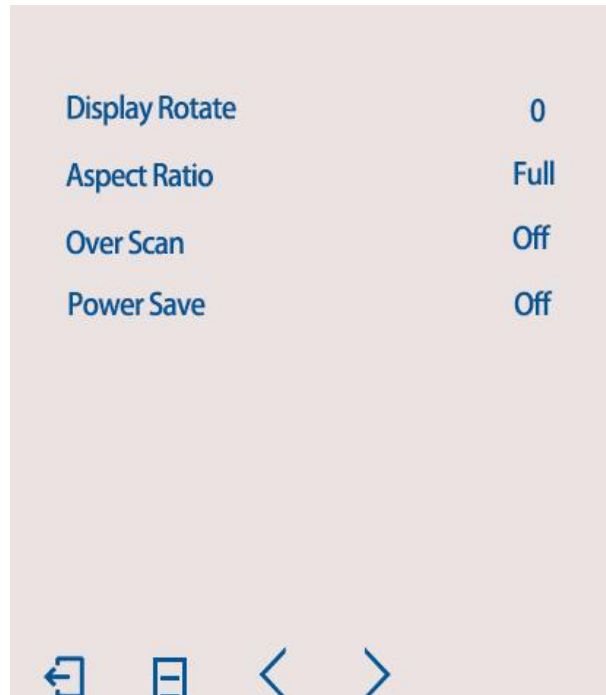 Display Rotate 0
Aspect Ratio Full
Over Scan Off
Power Save Off